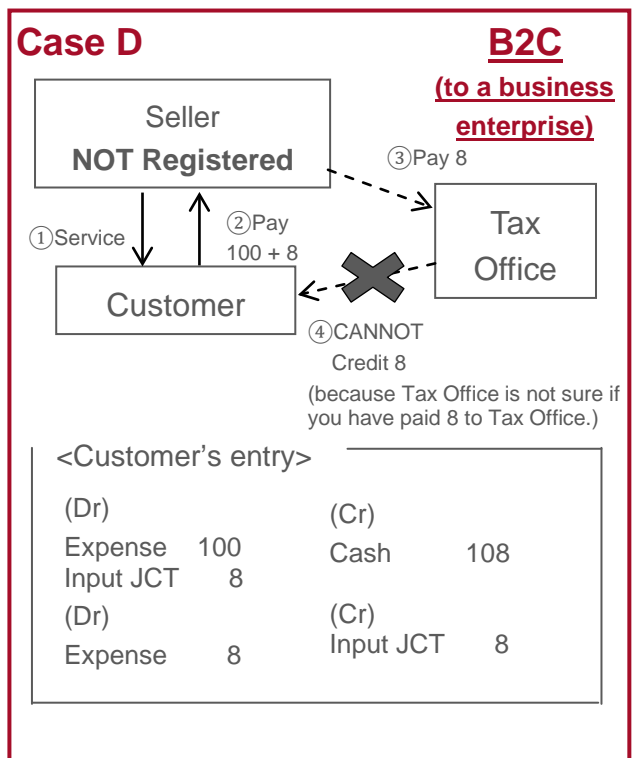 Case D
B2C
(to a business
enterprise)
Seller
NOT Registered
③Pay 8
①Service
②Pay
100 + 8
Tax
Office
Customer
④CANNOT
Credit 8
(because Tax Office is not sure if
you have paid 8 to Tax Office.)
<Customer's entry>
(Dr)
(Cr)
Expense 100
Cash 108
Input JCT 8
(Dr)
(Cr)
Expense 8
Input JCT 8